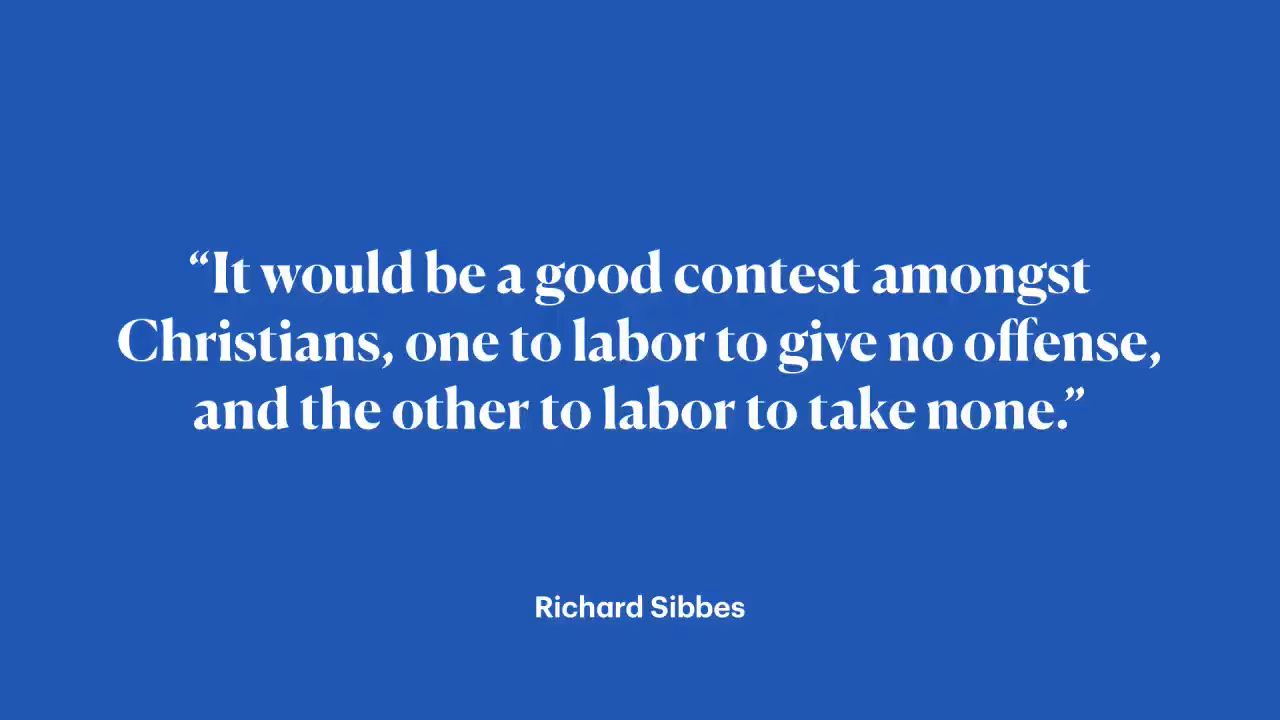 “It would be a good contest amongst
Christians, one to labor to give no offense,
and the other to labor to take none.”
Richard Sibbes